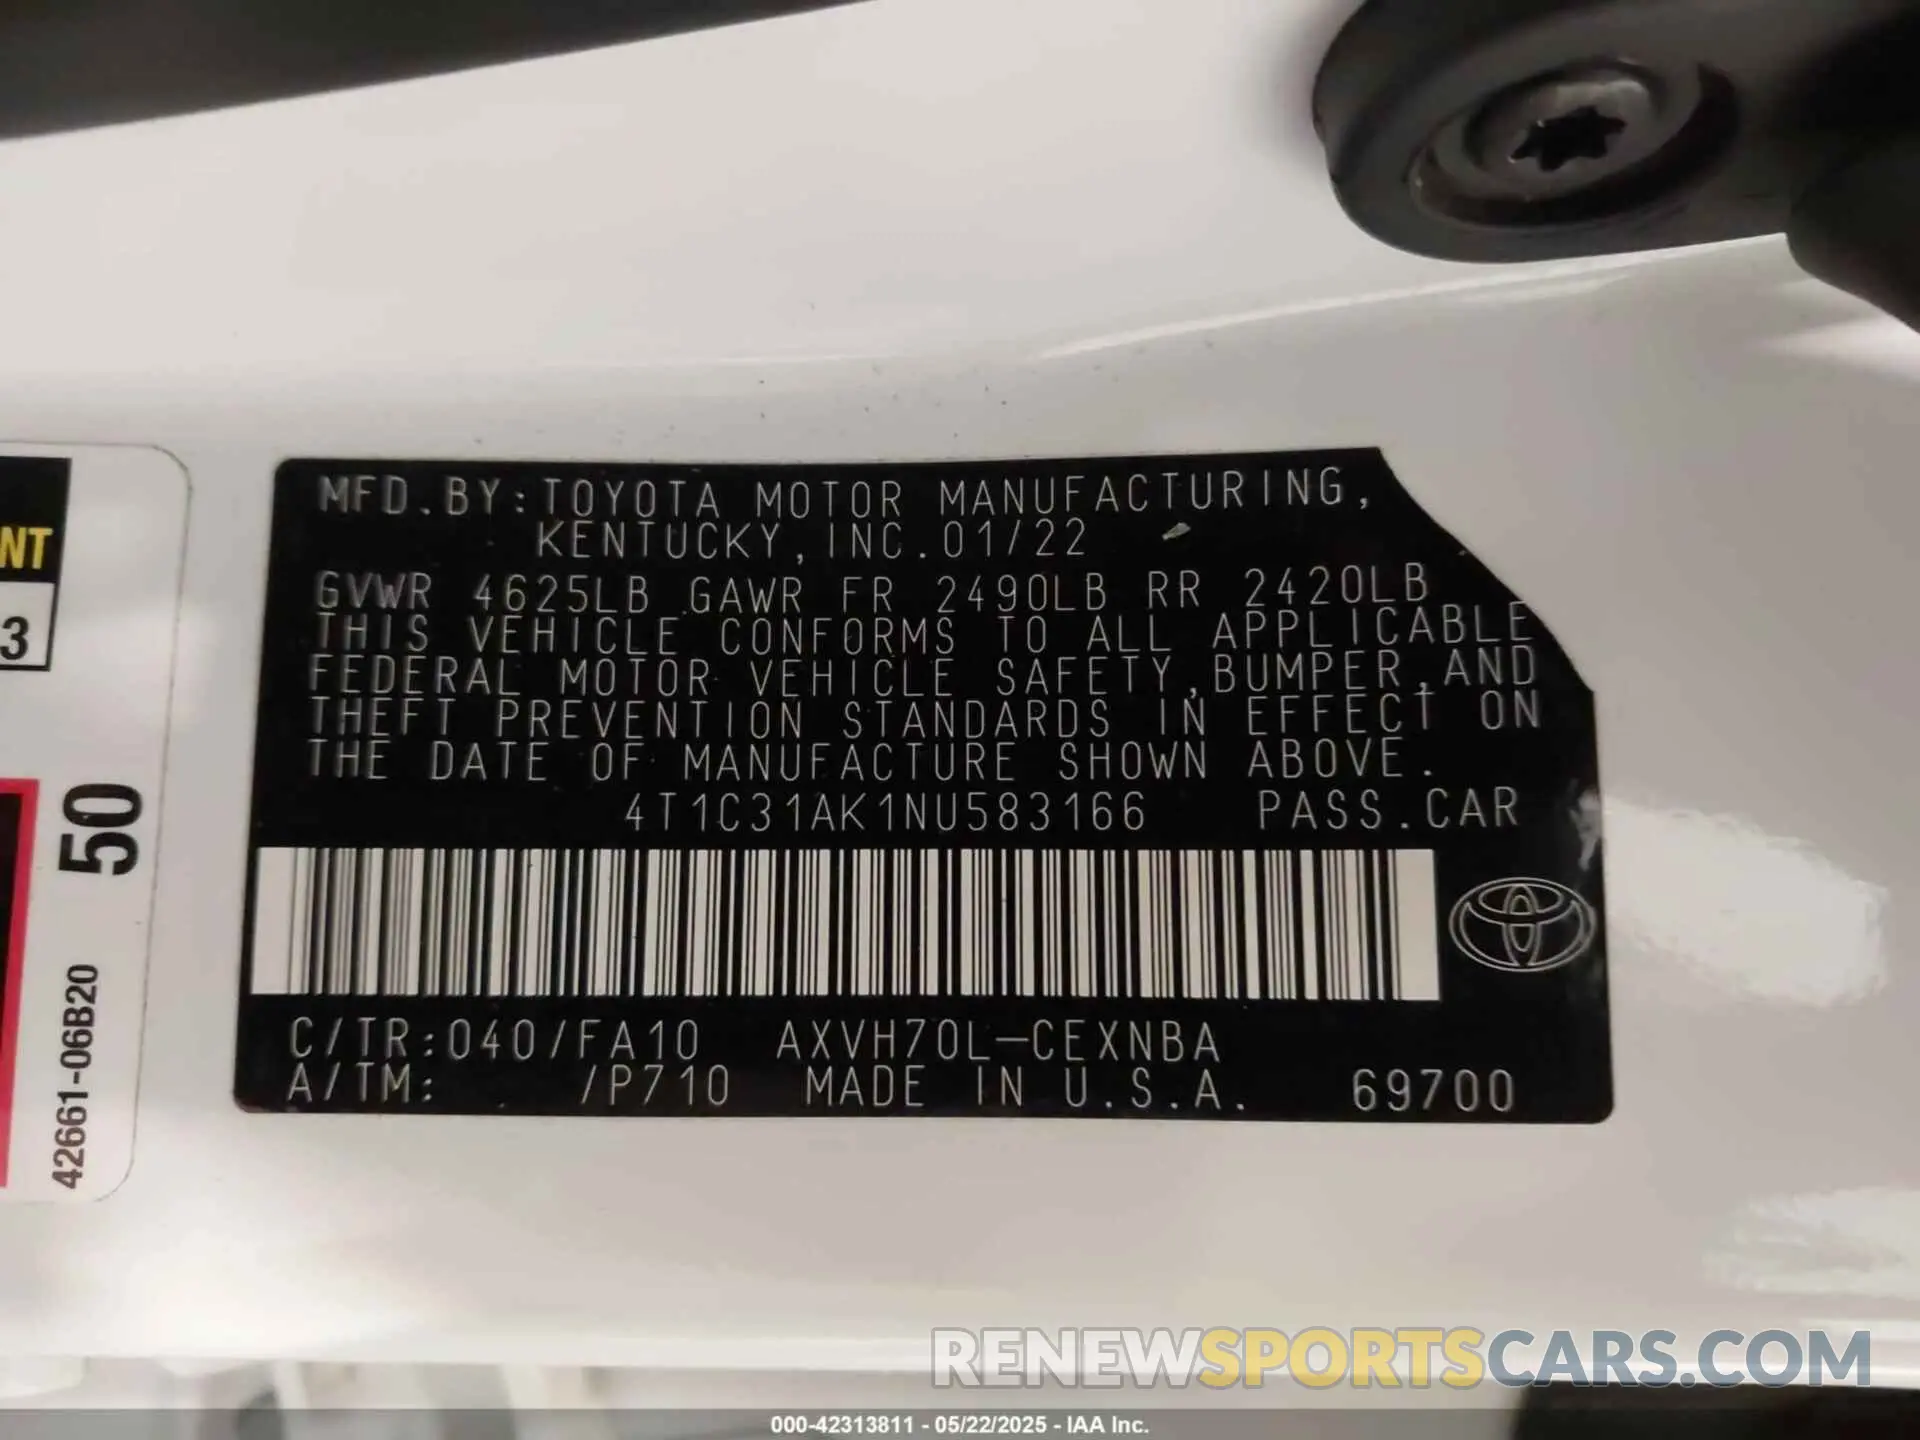 MFD.BY:TOYOTA MOTOR MANUFACTURING,
KENTUCKY,INC.01/22
GVWR 4625LB GAWR FR 2490LB RR 2420LB
THIS VEHICLE CONFORMS TO ALL APPLICABLE
FEDERAL MOTOR VEHICLE SAFETY,BUMPER,AND
THEFT PREVENTION STANDARDS IN EFFECT ON
THE DATE OF MANUFACTURE SHOWN ABOVE.
4T1C31AK1NU583166 PASS.CAR
C/TR:040/FA10 AXVH70L-CEXNBA
A/TM: /P710 MADE IN U.S.A. 69700
NT
3
50
42661-06B20
RENEWSPORTSCARS.COM
000-42313811 - 05/22/2025 - IAA Inc.